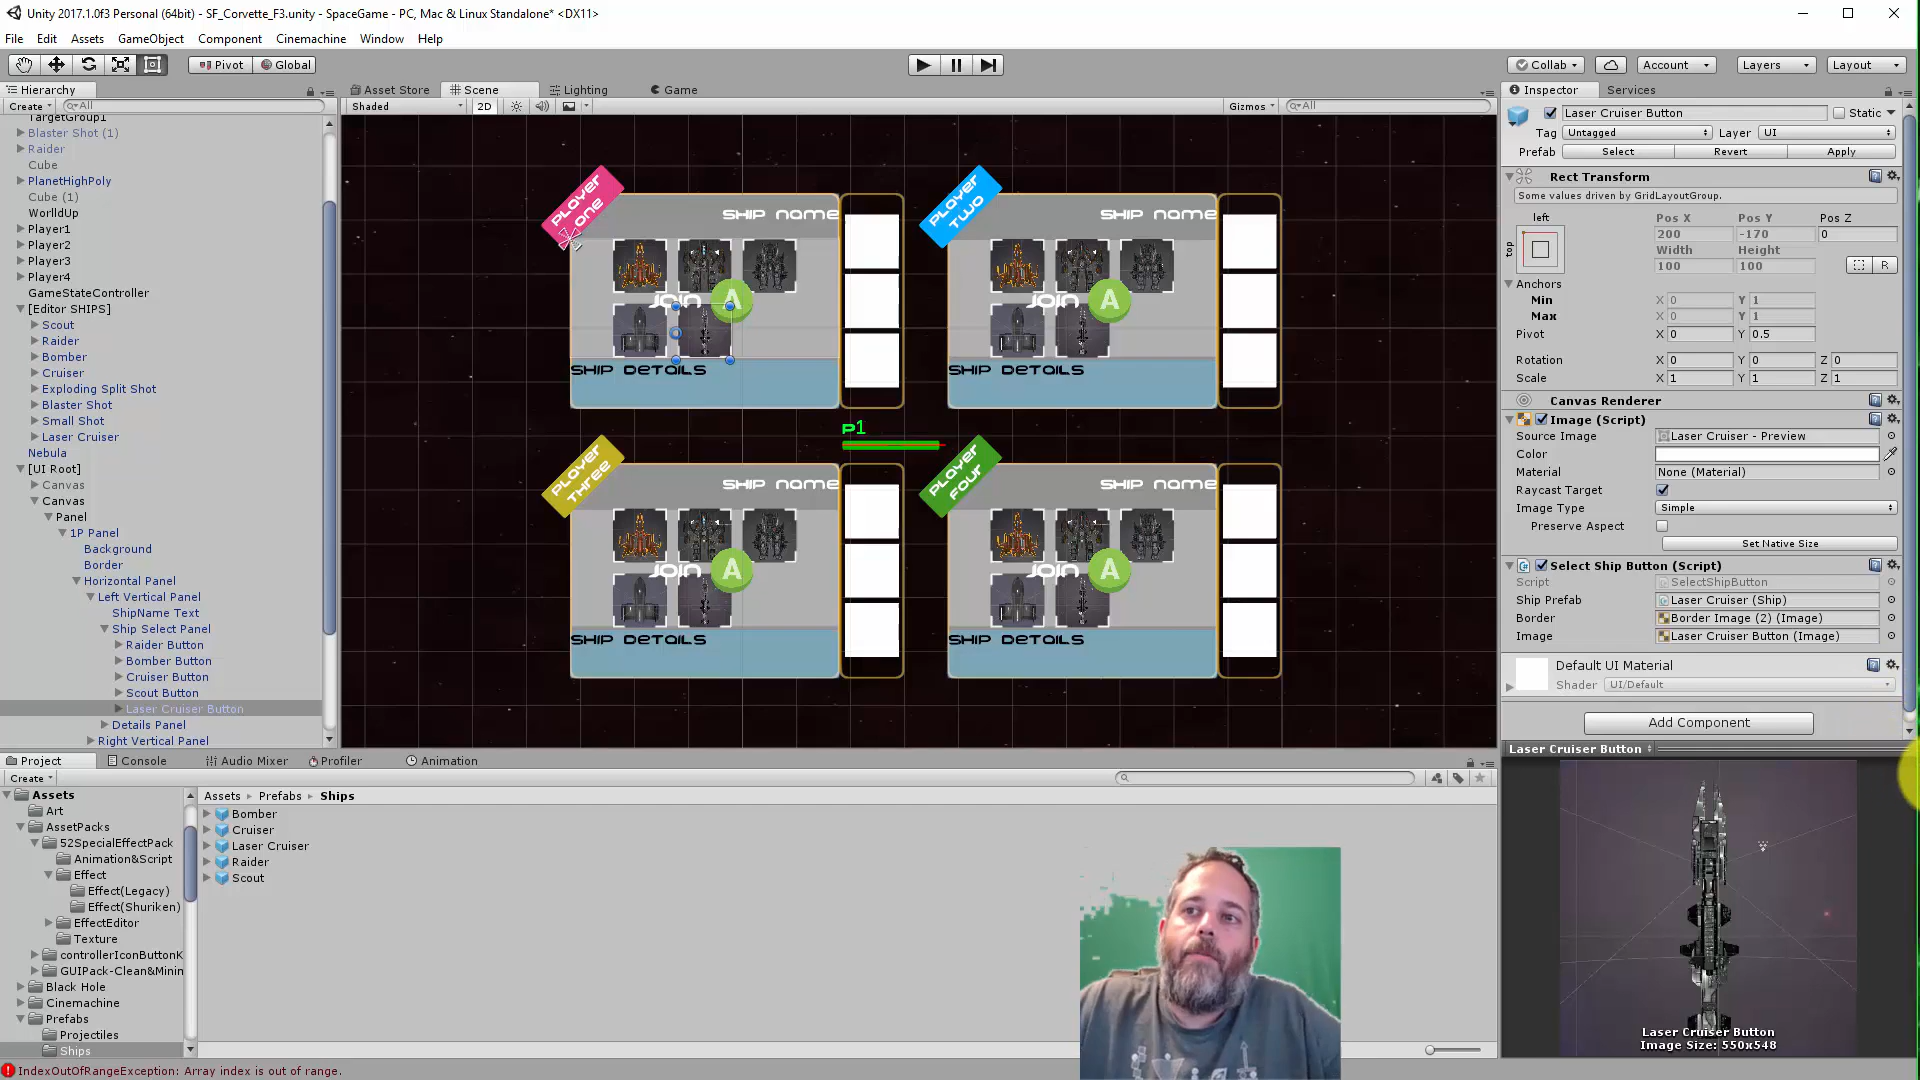 Unity 2017.1.0f3 Personal (64bit) - SF_Corvette_F3.unity - SpaceGame - PC, Mac & Linux Standalone* <DX11>
File Edit Assets GameObject Component Cinemachine Window Help
Pivot Global Collab Account Layers Layout
Hierarchy
Create All
TargetGroup1
Blaster Shot (1)
Raider
Cube
PlanetHighPoly
Cube (1)
WorlldUp
Player1
Player2
Player3
Player4
GameStateController
[Editor SHIPS]
Scout
Raider
Bomber
Cruiser
Exploding Split Shot
Blaster Shot
Small Shot
Laser Cruiser
Nebula
[UI Root]
Canvas
Canvas
Panel
1P Panel
Background
Border
Horizontal Panel
Left Vertical Panel
ShipName Text
Ship Select Panel
Raider Button
Bomber Button
Cruiser Button
Scout Button
Laser Cruiser Button
Details Panel
Right Vertical Panel
Asset Store Scene Lighting Game
Shaded 2D Gizmos All
PLAYER ONE
SHIP NAME
JOIN A
SHIP DETAILS
PLAYER TWO
SHIP NAME
JOIN A
SHIP DETAILS
P1
PLAYER THREE
SHIP NAME
JOIN A
SHIP DETAILS
PLAYER FOUR
SHIP NAME
JOIN A
SHIP DETAILS
Inspector Services
Laser Cruiser Button Static
Tag Untagged Layer UI
Prefab Select Revert Apply
Rect Transform
Some values driven by GridLayoutGroup.
left Pos X Pos Y Pos Z
top 200 -170 0
Width Height
100 100 R
Anchors
Min X 0 Y 1
Max X 0 Y 1
Pivot X 0 Y 0.5
Rotation X 0 Y 0 Z 0
Scale X 1 Y 1 Z 1
Canvas Renderer
Image (Script)
Source Image Laser Cruiser - Preview
Color
Material None (Material)
Raycast Target
Image Type Simple
Preserve Aspect
Set Native Size
Select Ship Button (Script)
Script SelectShipButton
Ship Prefab Laser Cruiser (Ship)
Border Border Image (2) (Image)
Image Laser Cruiser Button (Image)
Default UI Material
Shader UI/Default
Add Component
Laser Cruiser Button
Laser Cruiser Button
Image Size: 550x548
Project Console Audio Mixer Profiler Animation
Create
Assets
Art
AssetPacks
52SpecialEffectPack
Animation&Script
Effect
Effect(Legacy)
Effect(Shuriken)
EffectEditor
Texture
controllerIconButtonK
GUIPack-Clean&Minin
Black Hole
Cinemachine
Prefabs
Projectiles
Ships
Assets Prefabs Ships
Bomber
Cruiser
Laser Cruiser
Raider
Scout
IndexOutOfRangeException: Array index is out of range.